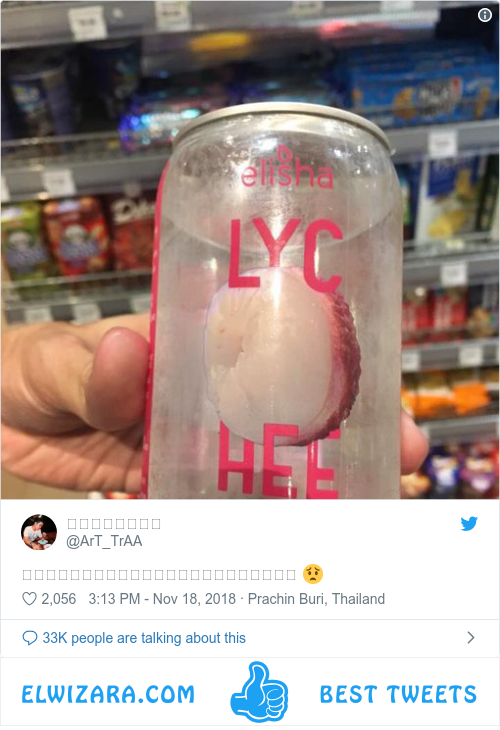 elisha
LYC
HEE
@ArT_TrAA
2,056 3:13 PM - Nov 18, 2018 · Prachin Buri, Thailand
33K people are talking about this
ELWIZARA.COM BEST TWEETS